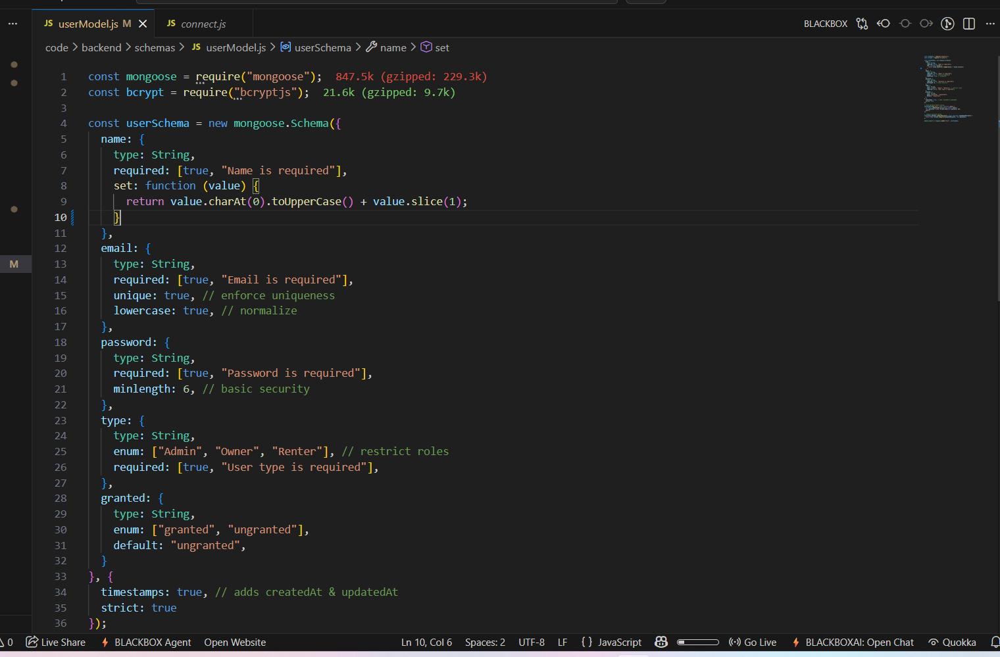 JS userModel.js M
JS connect.js
BLACKBOX
code > backend > schemas > JS userModel.js > userSchema > name > set
1 const mongoose = require("mongoose"); 847.5k (gzipped: 229.3k)
2 const bcrypt = require("bcryptjs"); 21.6k (gzipped: 9.7k)
3
4 const userSchema = new mongoose.Schema({
5 name: {
6 type: String,
7 required: [true, "Name is required"],
8 set: function (value) {
9 return value.charAt(0).toUpperCase() + value.slice(1);
10 }
11 },
12 email: {
13 type: String,
14 required: [true, "Email is required"],
15 unique: true, // enforce uniqueness
16 lowercase: true, // normalize
17 },
18 password: {
19 type: String,
20 required: [true, "Password is required"],
21 minlength: 6, // basic security
22 },
23 type: {
24 type: String,
25 enum: ["Admin", "Owner", "Renter"], // restrict roles
26 required: [true, "User type is required"],
27 },
28 granted: {
29 type: String,
30 enum: ["granted", "ungranted"],
31 default: "ungranted",
32 }
33 }, {
34 timestamps: true, // adds createdAt & updatedAt
35 strict: true
36 });
M
0 Live Share BLACKBOX Agent Open Website Ln 10, Col 6 Spaces: 2 UTF-8 LF {} JavaScript Go Live BLACKBOXAI: Open Chat Quokka